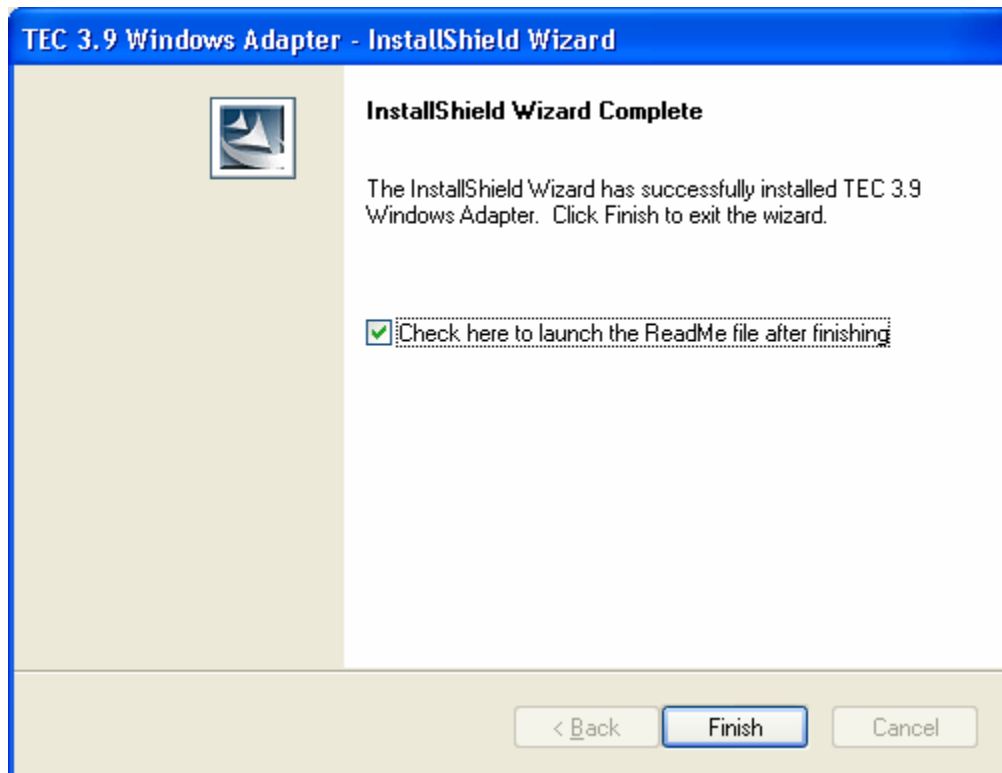 TEC 3.9 Windows Adapter - InstallShield Wizard
InstallShield Wizard Complete
The InstallShield Wizard has successfully installed TEC 3.9
Windows Adapter. Click Finish to exit the wizard.
Check here to launch the ReadMe file after finishing
< Back
Finish
Cancel